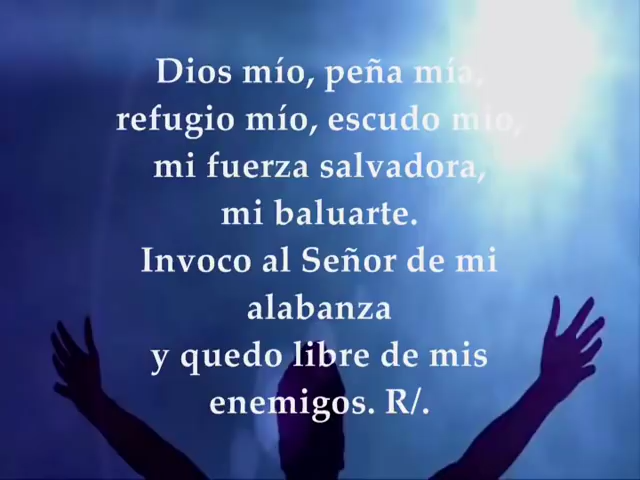 Dios mío, peña mía,
refugio mío, escudo mío,
mi fuerza salvadora,
mi baluarte.
Invoco al Señor de mi
alabanza
y quedo libre de mis
enemigos. R/.